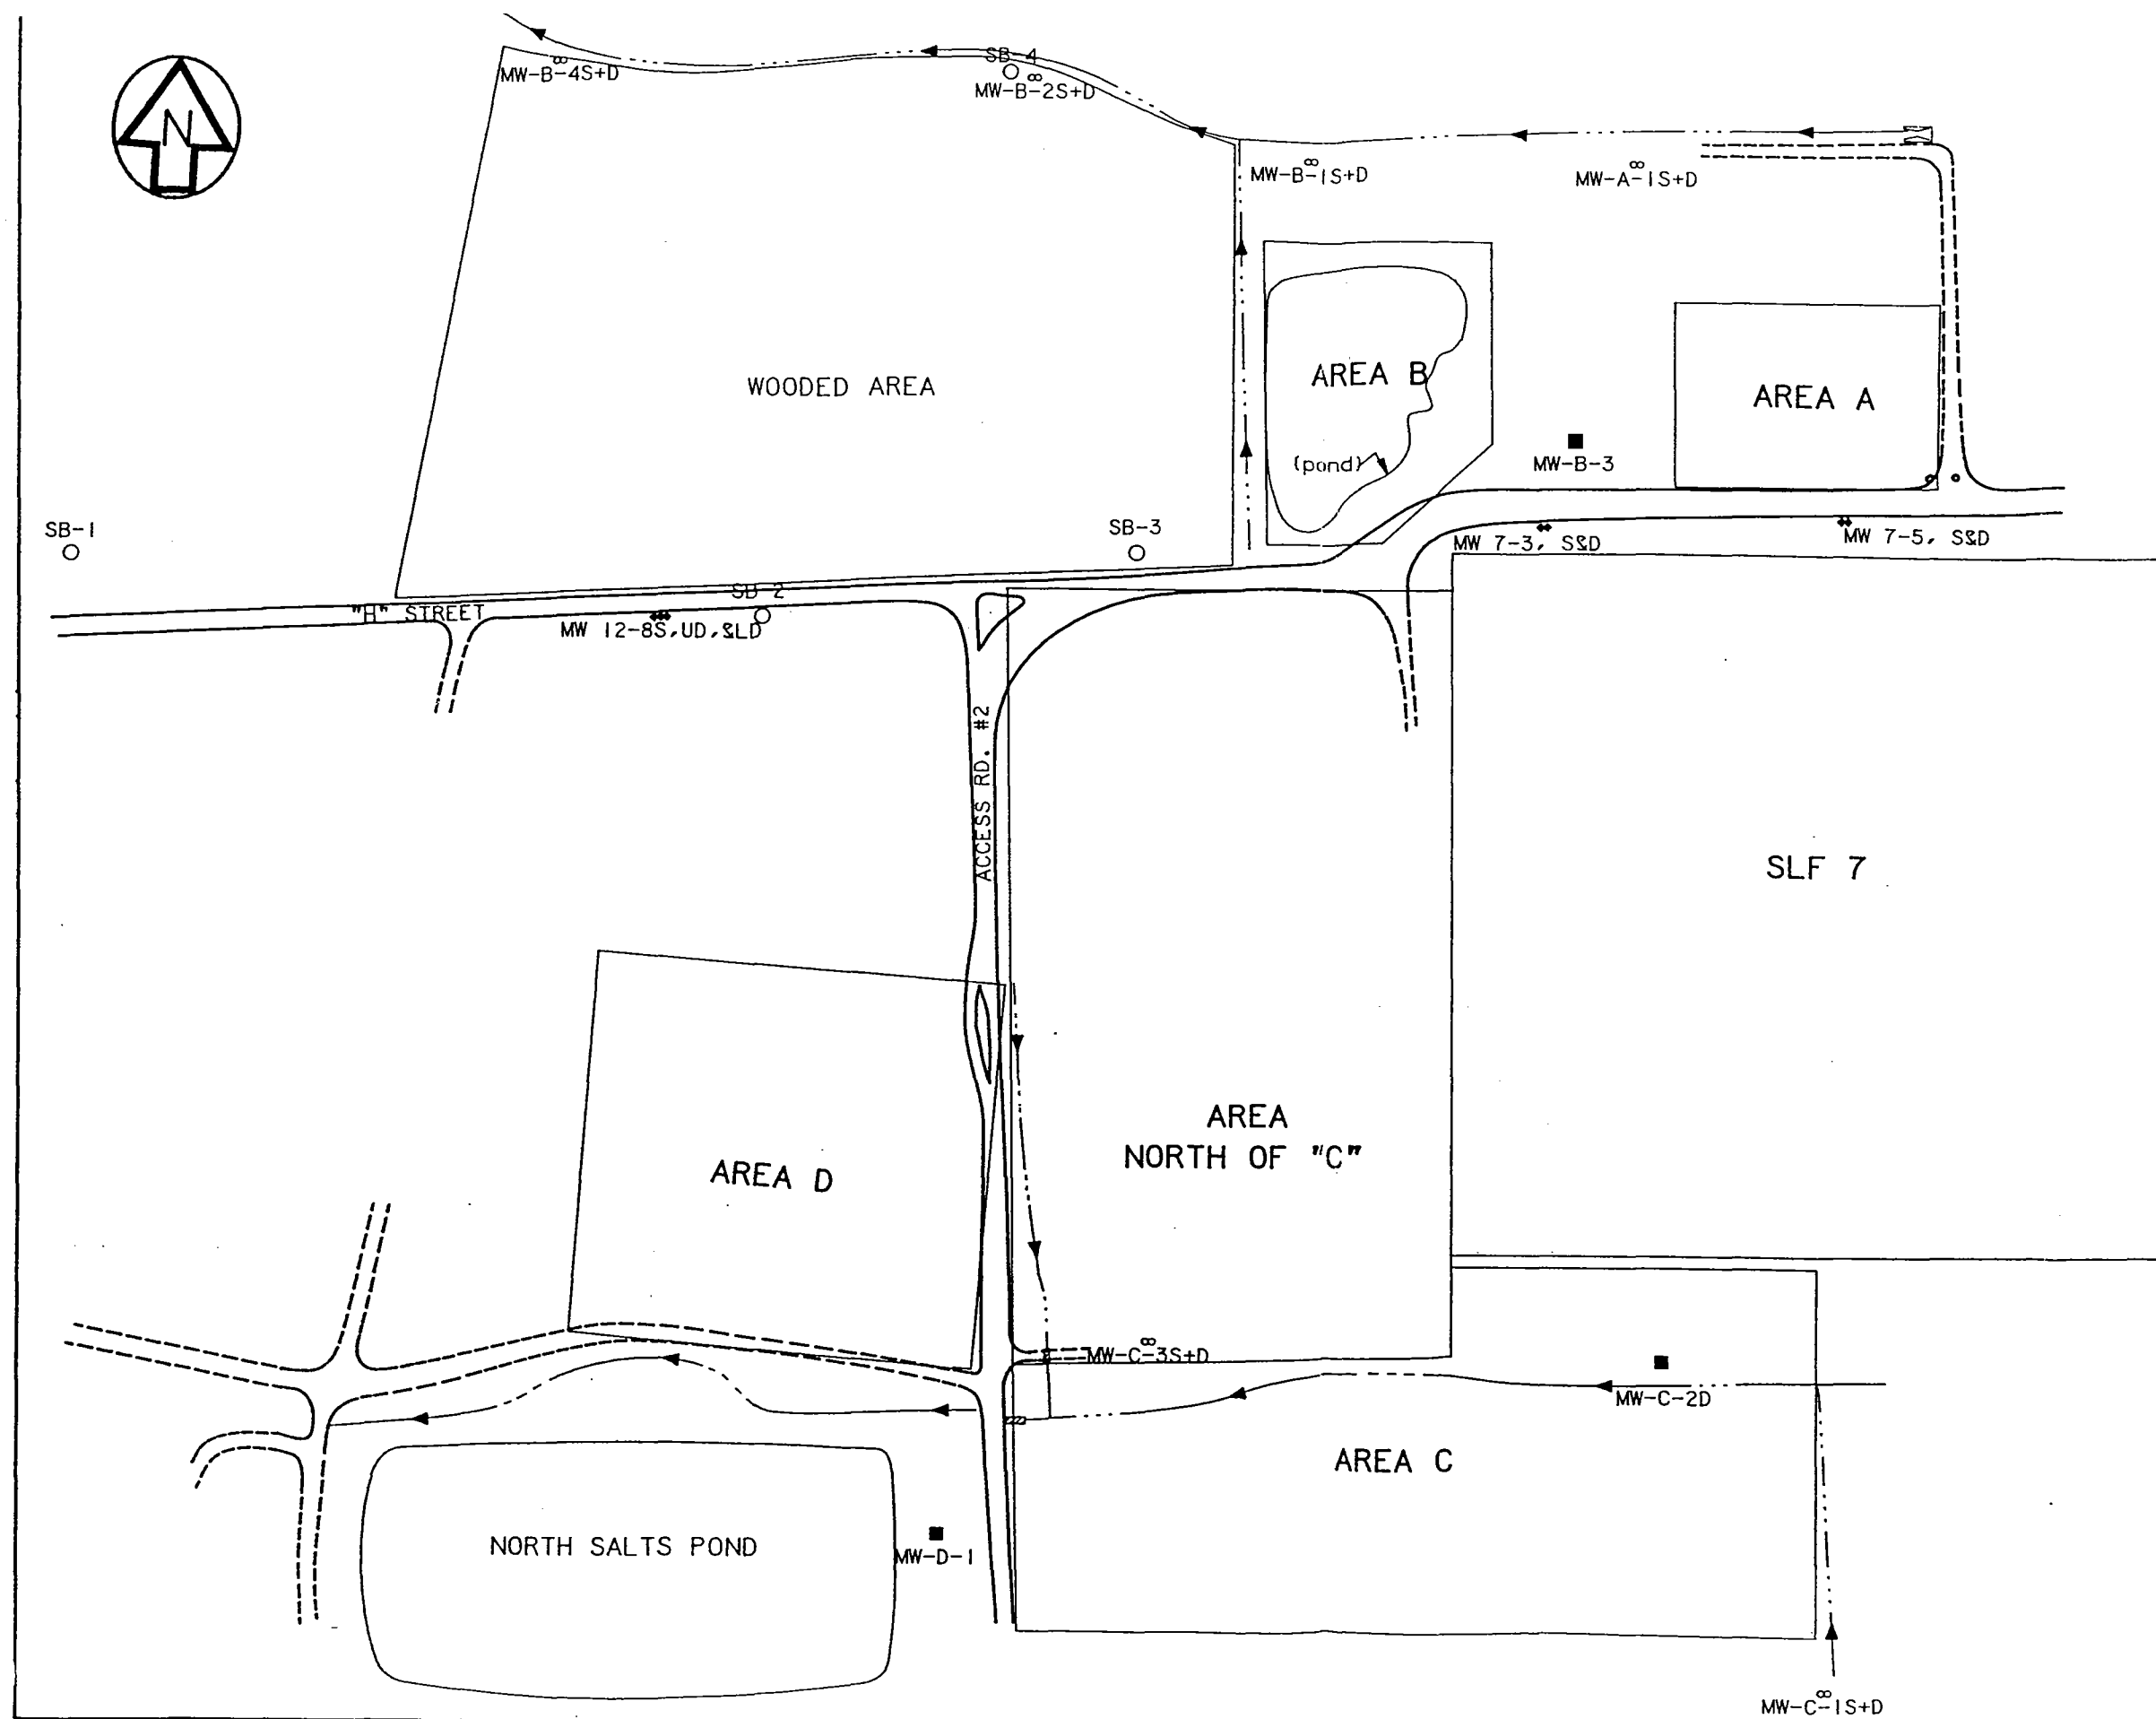 SB-4
MW-B-4S+D
MW-B-2S+D
N
MW-B-1S+D
MW-A-1S+D
WOODED AREA
AREA B
AREA A
(pond)
MW-B-3
SB-1
SB-3
MW 7-3, S&D
MW 7-5, S&D
SB-2
"H" STREET
MW 12-8S,UD,&LD
ACCESS RD. #2
SLF 7
AREA
NORTH OF "C"
AREA D
MW-C-3S+D
MW-C-2D
AREA C
NORTH SALTS POND
MW-D-1
MW-C-1S+D